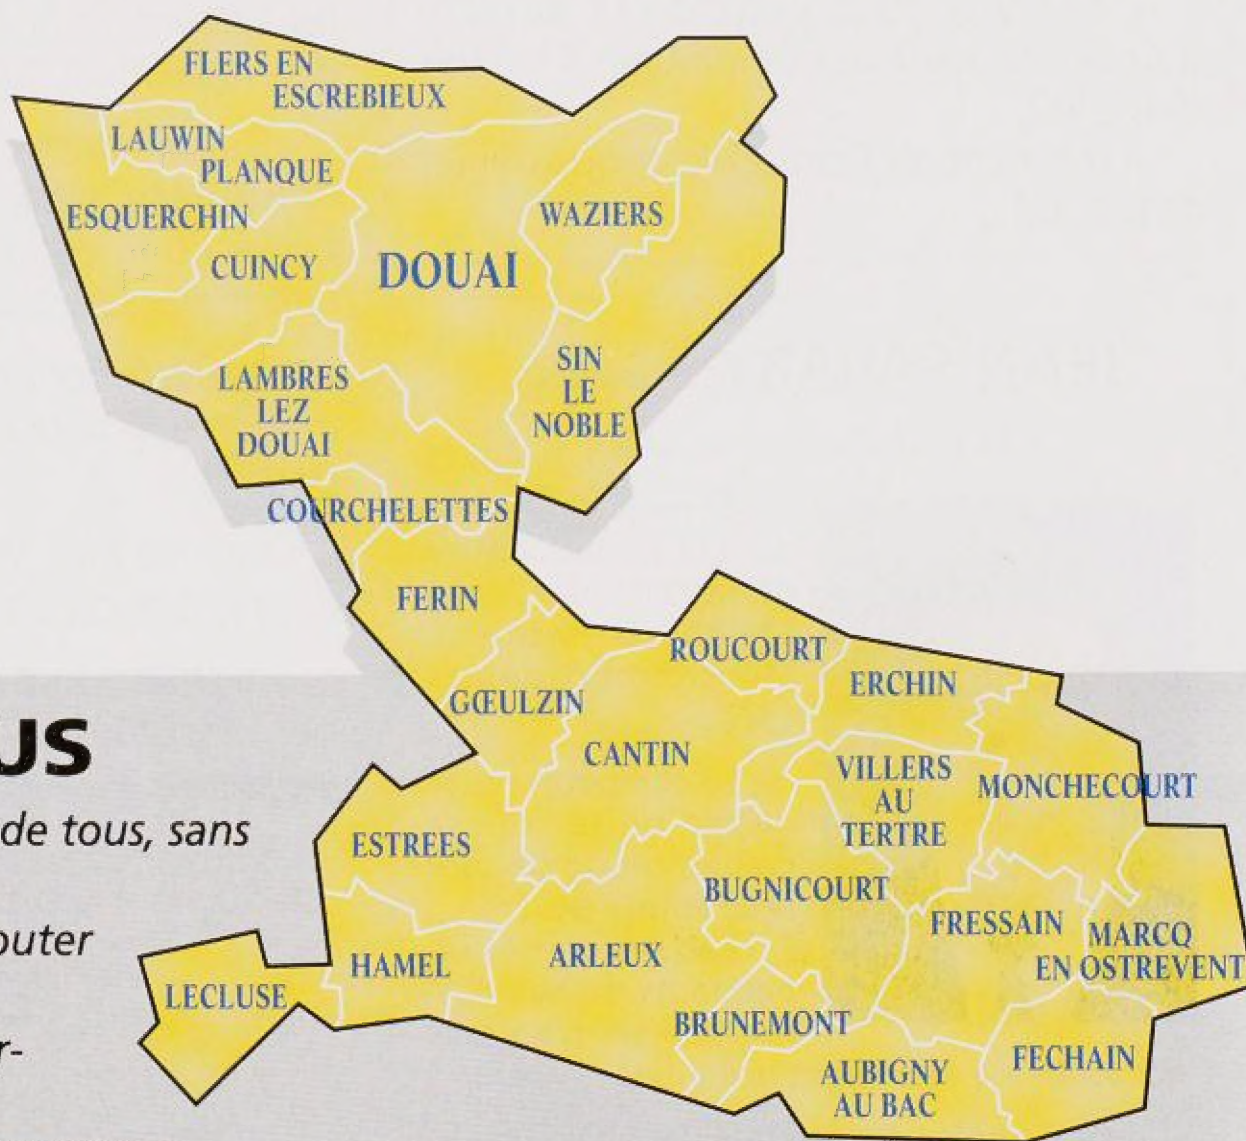 FLERS EN
ESCREBIEUX
LAUWIN
PLANQUE
ESQUERCHIN
WAZIERS
CUINCY
DOUAI
SIN
LE
NOBLE
LAMBRES
LEZ
DOUAI
COURCHELETTES
FERIN
ROUCOURT
ERCHIN
GŒULZIN
CANTIN
VILLERS
AU
TERTRE
MONCHECOURT
ESTREES
BUGNICOURT
FRESSAIN
MARCQ
EN OSTREVENT
ARLEUX
HAMEL
LECLUSE
BRUNEMONT
AUBIGNY
AU BAC
FECHAIN
US
de tous, sans
outer
r-